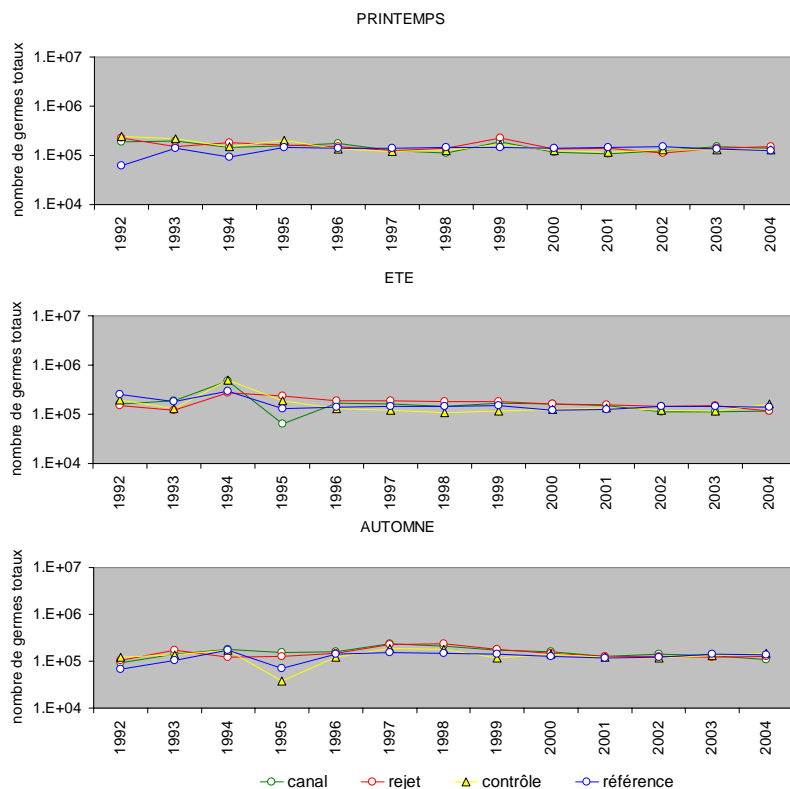 PRINTEMPS
nombre de germes totaux
1.E+07
1.E+06
1.E+05
1.E+04
1992 1993 1994 1995 1996 1997 1998 1999 2000 2001 2002 2003 2004
ETE
nombre de germes totaux
1.E+07
1.E+06
1.E+05
1.E+04
1992 1993 1994 1995 1996 1997 1998 1999 2000 2001 2002 2003 2004
AUTOMNE
nombre de germes totaux
1.E+07
1.E+06
1.E+05
1.E+04
1992 1993 1994 1995 1996 1997 1998 1999 2000 2001 2002 2003 2004
canal rejet contrôle référence